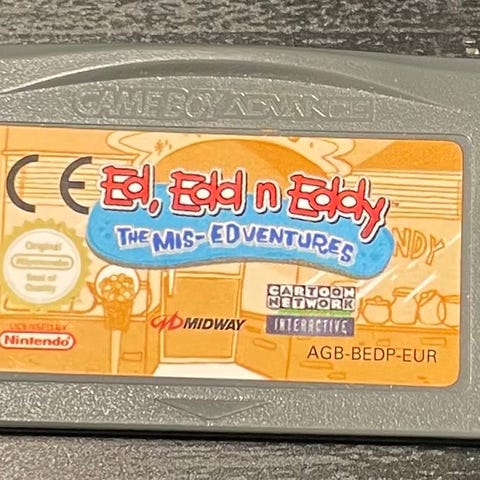 GAME BOY ADVANCE
CE
Ed, Edd n Eddy™
THE MIS-EDVENTURES
NDY
Original
Nintendo
Seal of
Quality
LICENSED BY
Nintendo
MIDWAY
CARTOON
NETWORK
INTERACTIVE
AGB-BEDP-EUR